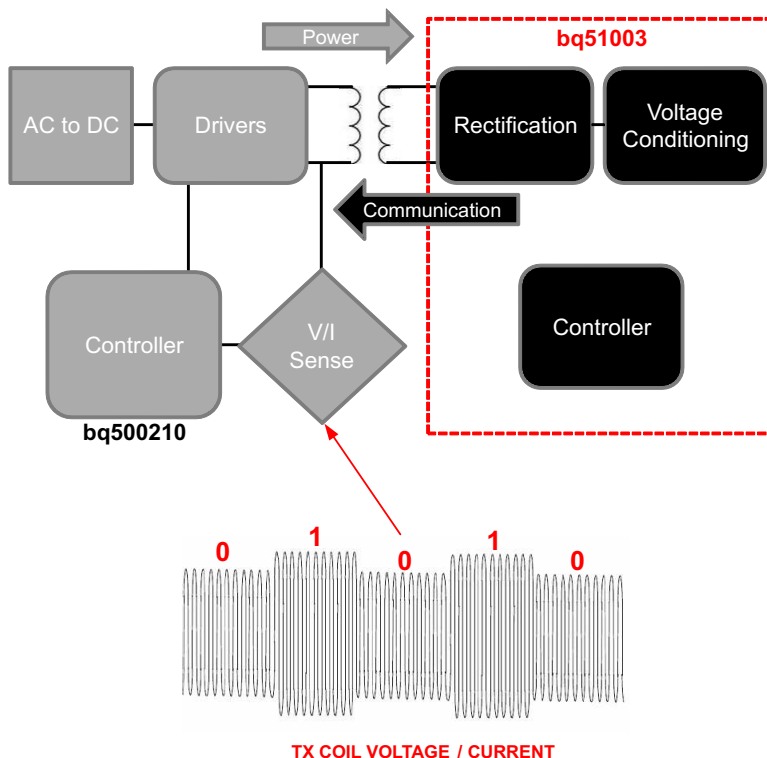 Power
bq51003
AC to DC
Drivers
Rectification
Voltage
Conditioning
Communication
Controller
V/I
Sense
Controller
bq500210
0
1
0
1
0
TX COIL VOLTAGE / CURRENT